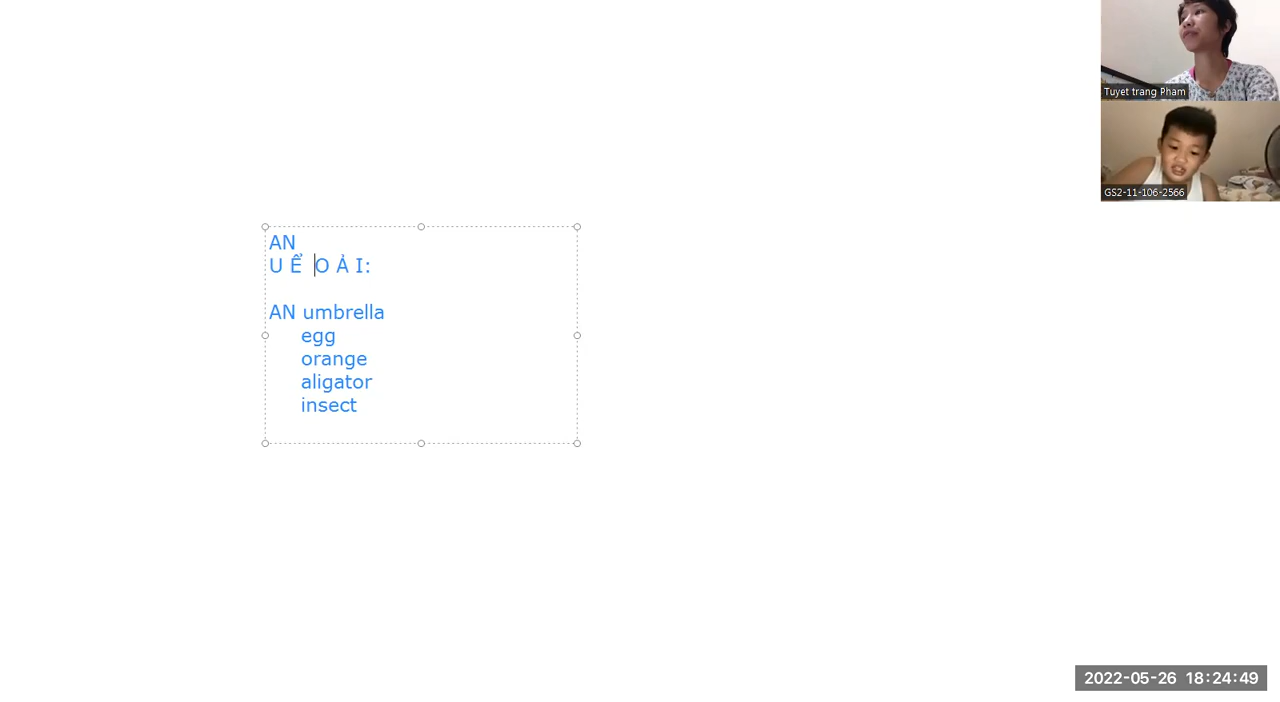 Tuyet trang Pham
GS2-11-106-2566
AN
U Ể O Ả I:
AN umbrella
egg
orange
aligator
insect
2022-05-26 18:24:49